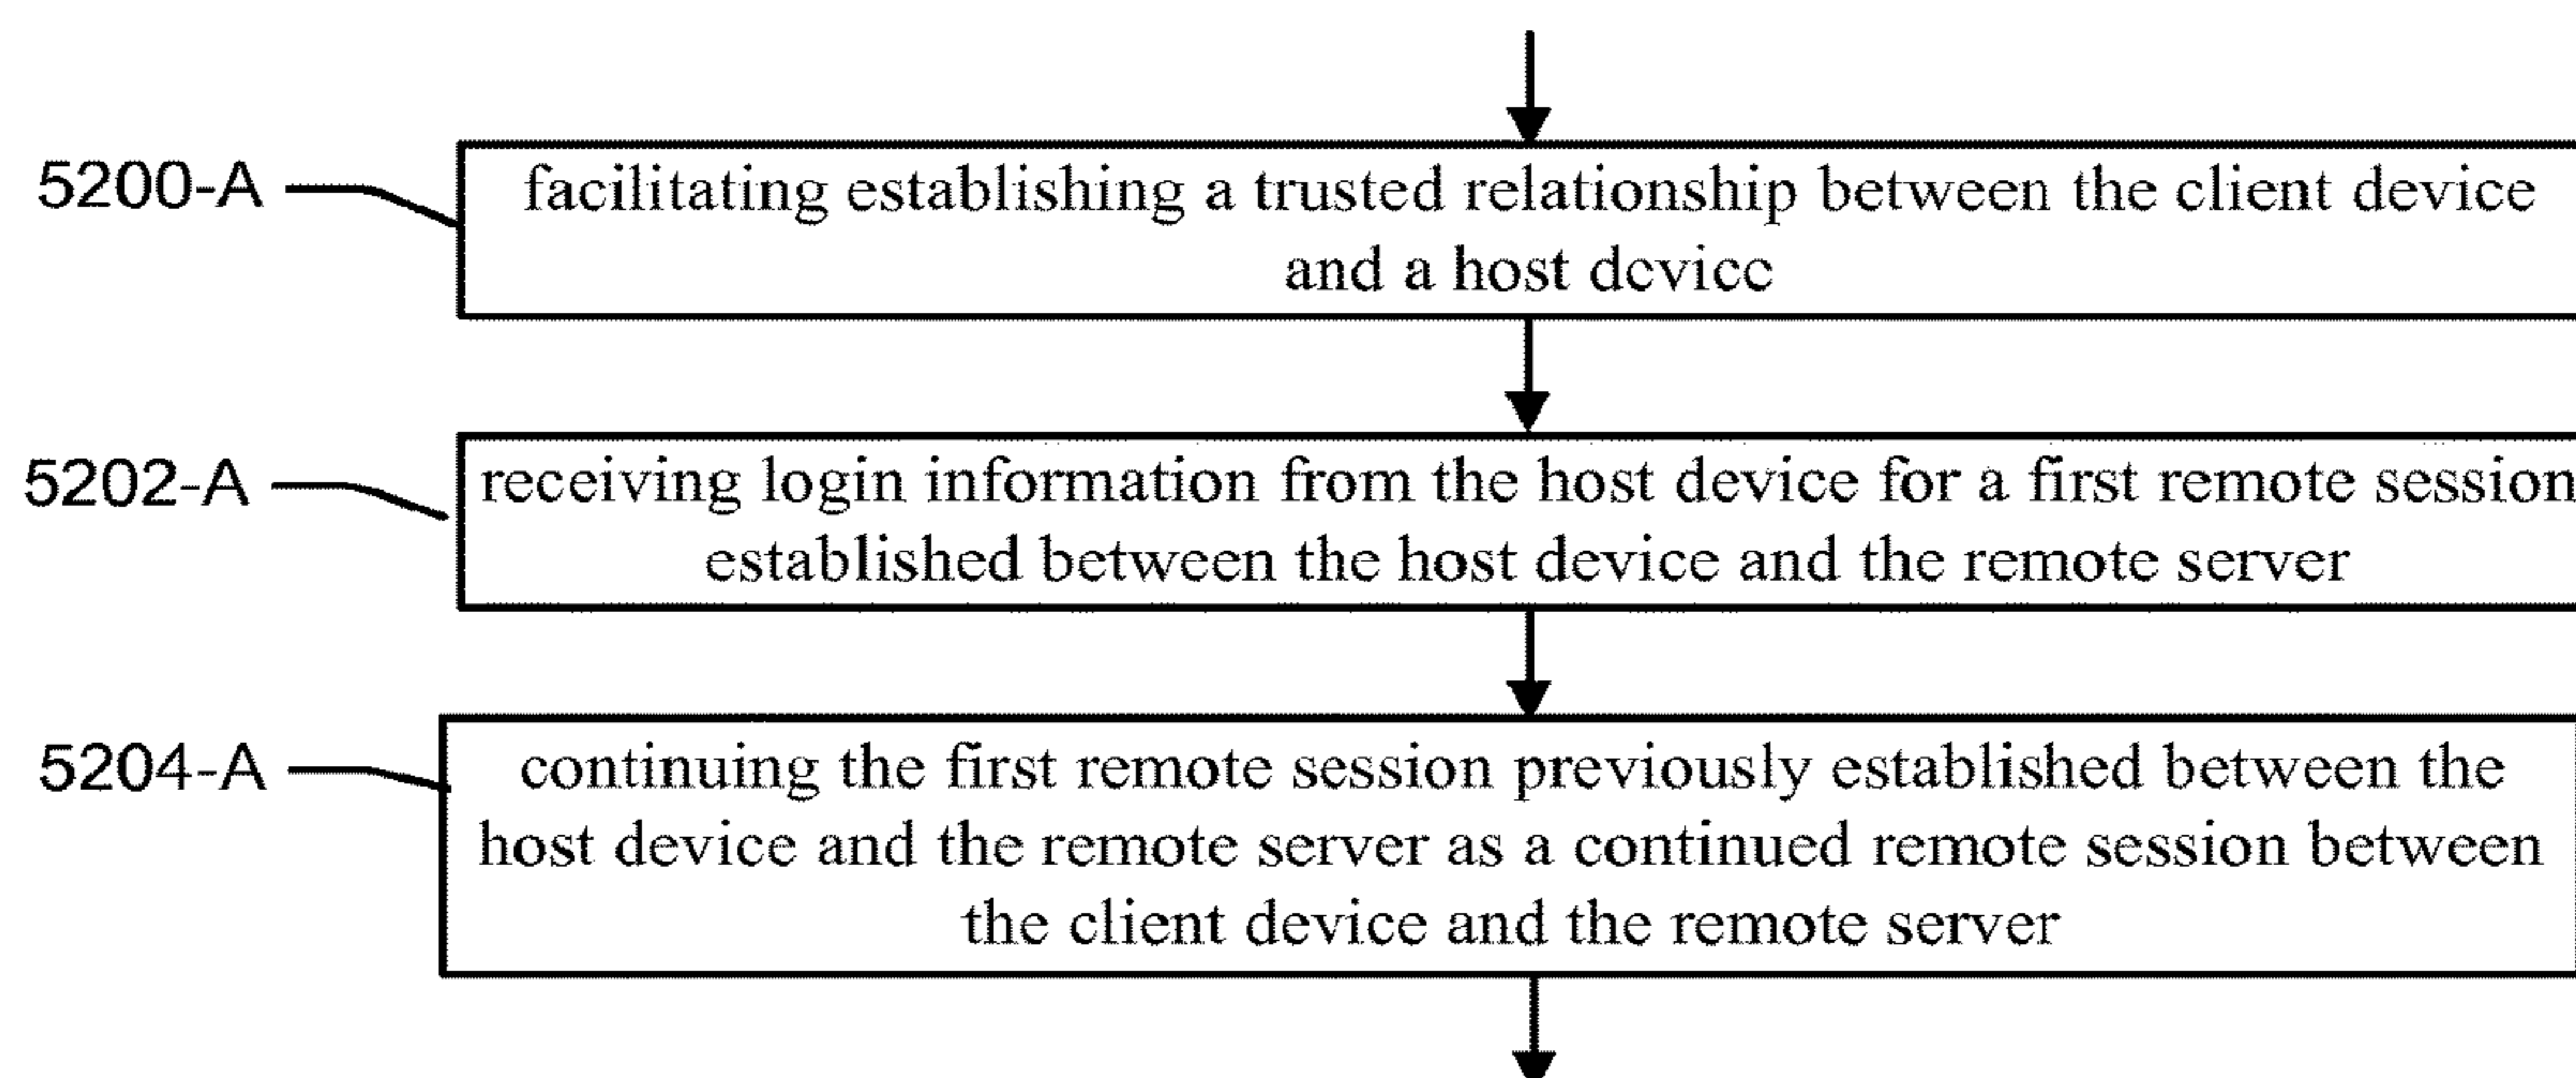 5200-A
facilitating establishing a trusted relationship between the client device
and a host device
5202-A
receiving login information from the host device for a first remote session
established between the host device and the remote server
5204-A
continuing the first remote session previously established between the
host device and the remote server as a continued remote session between
the client device and the remote server